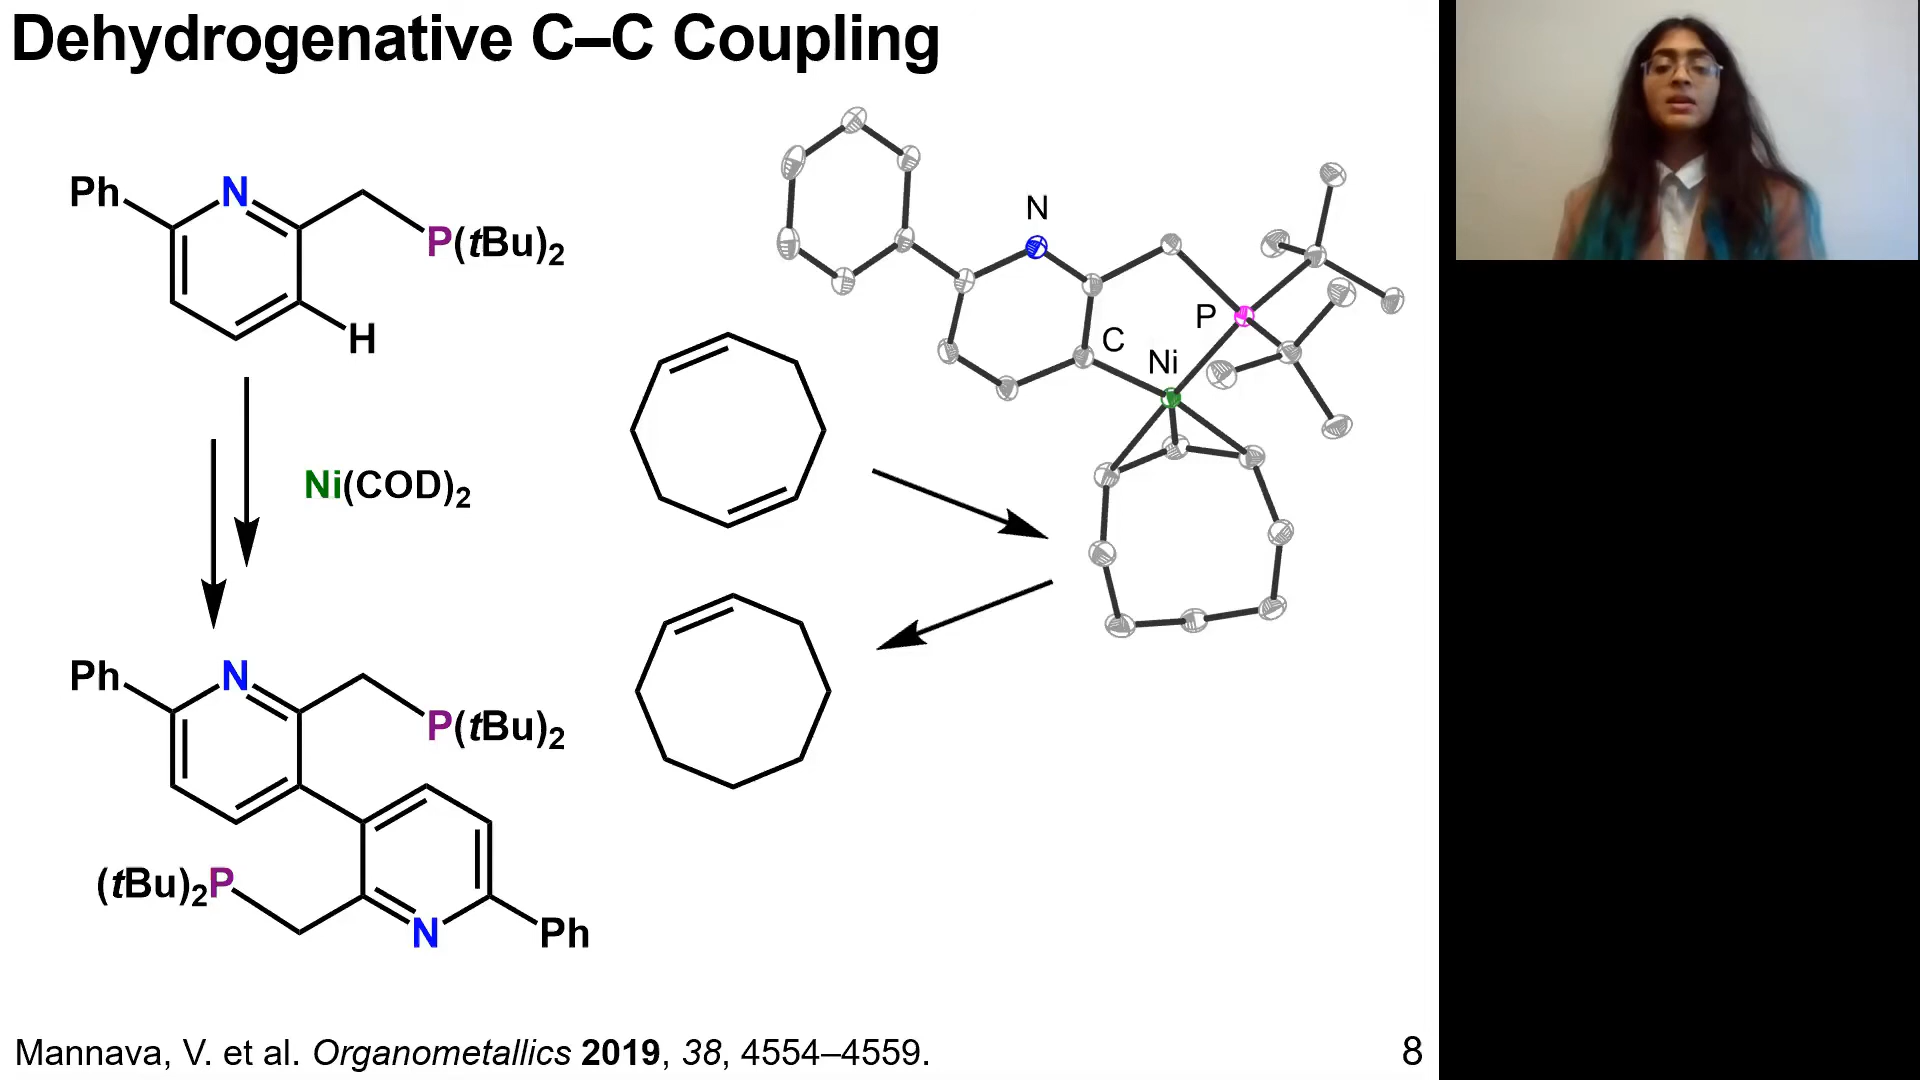 Dehydrogenative C–C Coupling
Ph N P(tBu)2
H
Ni(COD)2
Ph N P(tBu)2
(tBu)2P N Ph
N
P
C
Ni
Mannava, V. et al. Organometallics 2019, 38, 4554–4559.
8